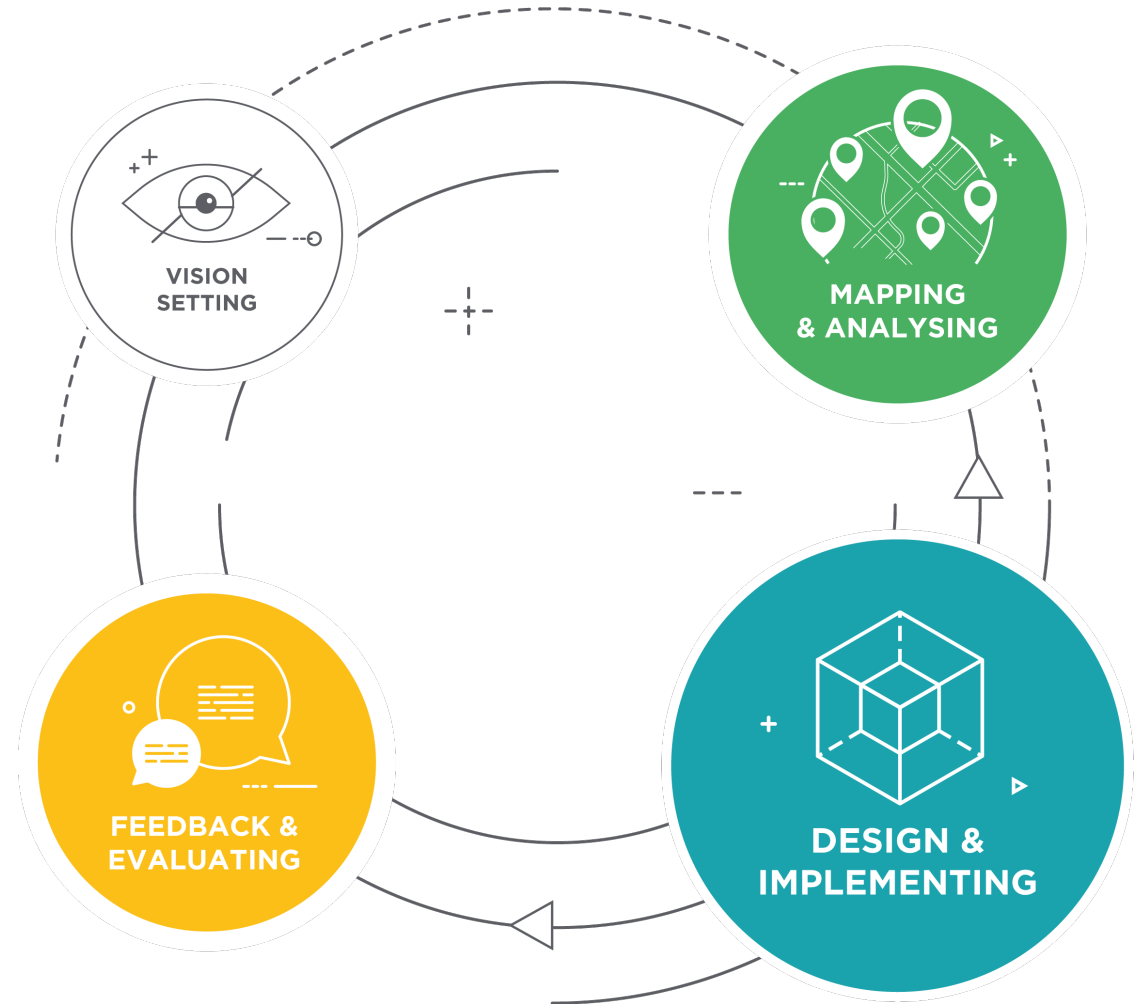 VISION
SETTING
MAPPING
& ANALYSING
DESIGN &
IMPLEMENTING
FEEDBACK &
EVALUATING